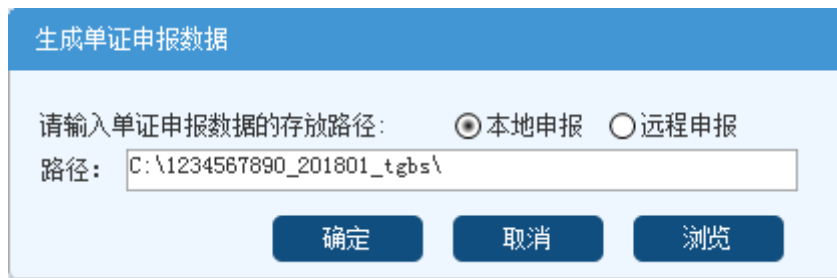 生成单证申报数据
请输入单证申报数据的存放路径: 本地申报 远程申报
路径: C:\1234567890_201801_tgbs\
确定 取消 浏览